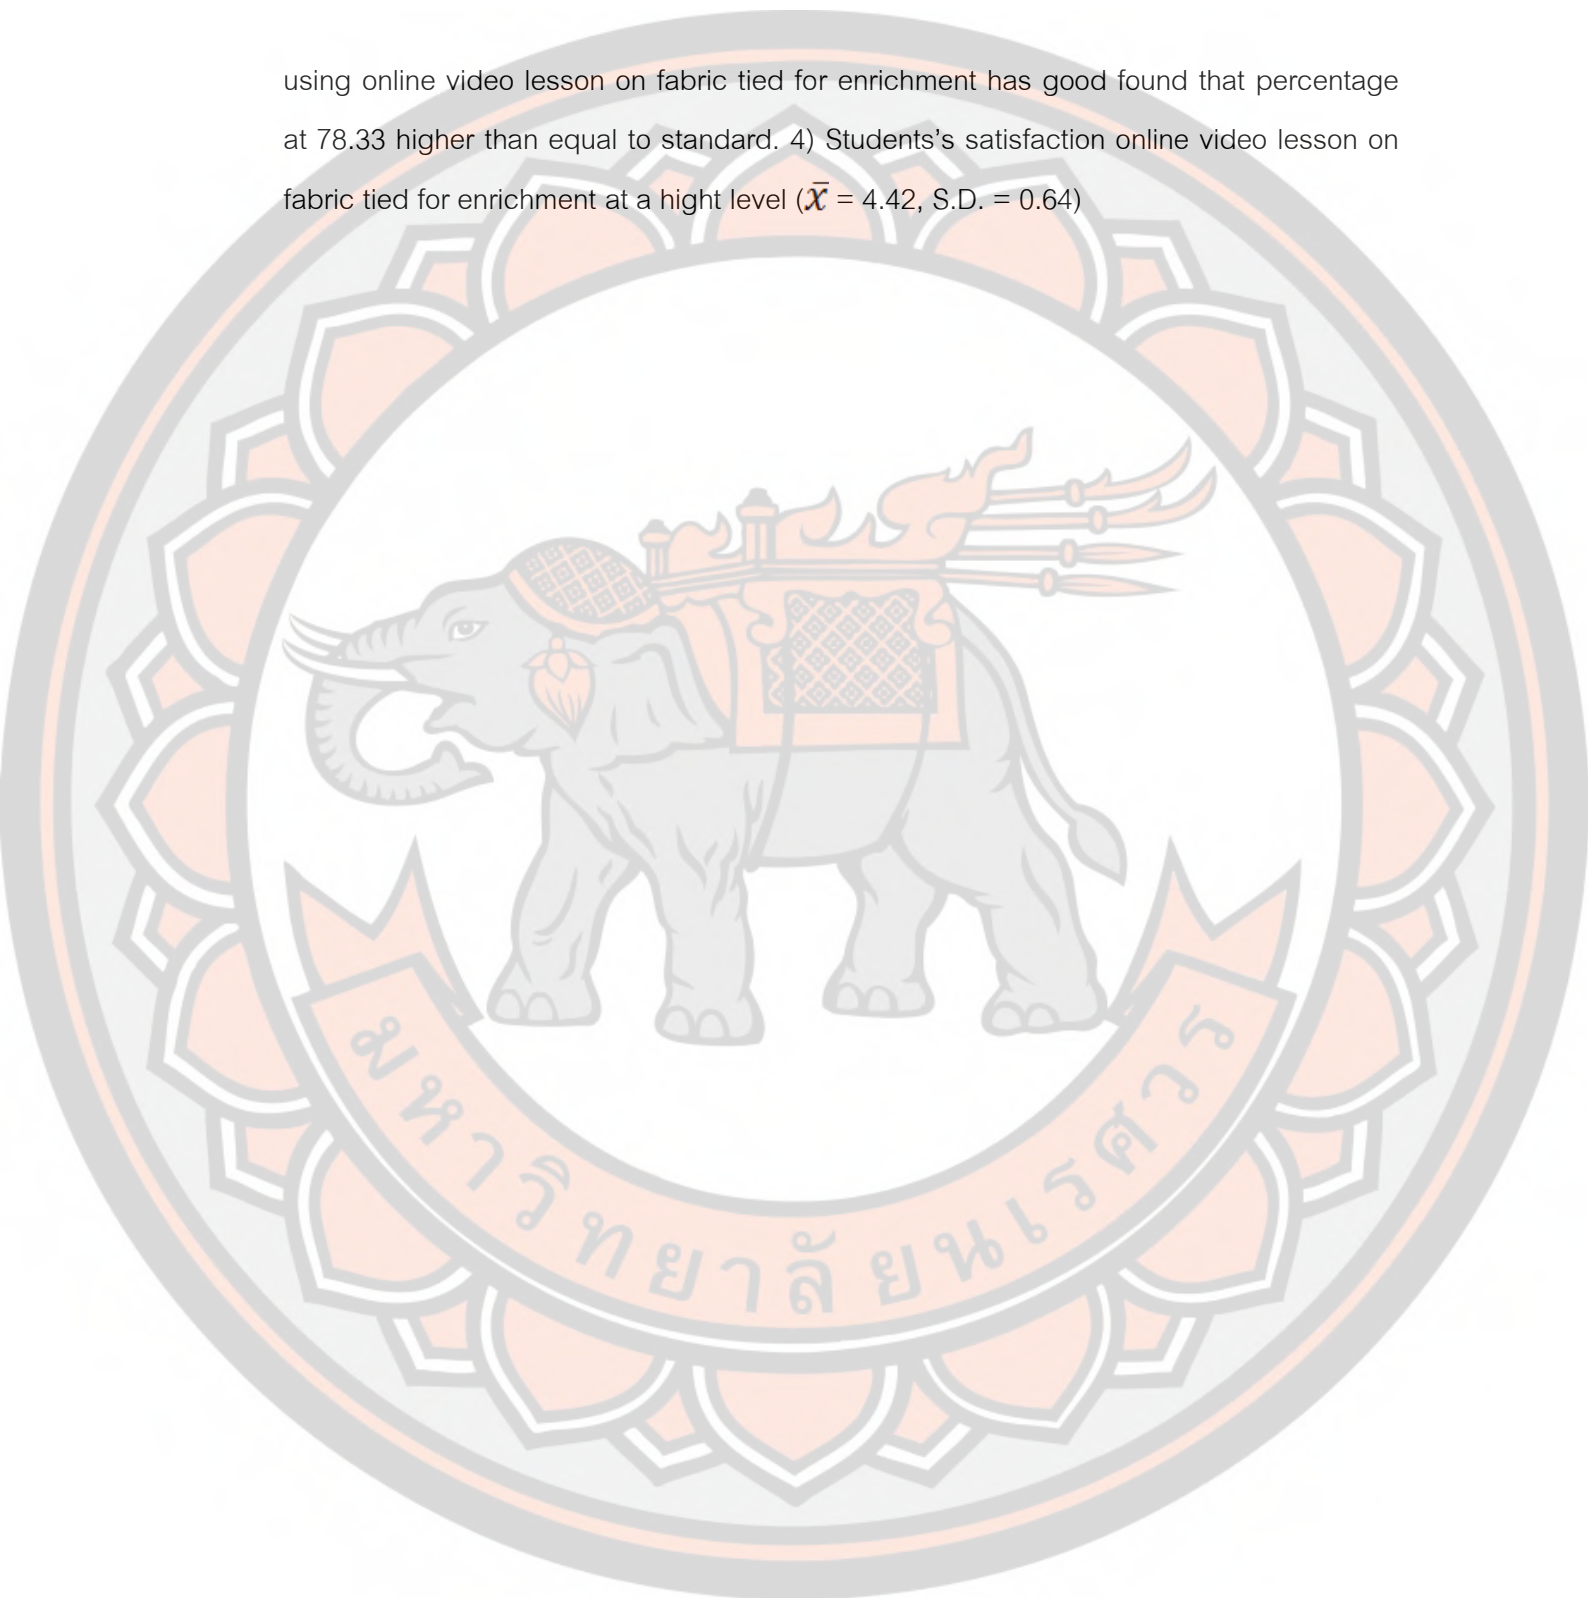 using online video lesson on fabric tied for enrichment has good found that percentage
at 78.33 higher than equal to standard. 4) Students's satisfaction online video lesson on
fabric tied for enrichment at a hight level (x̄ = 4.42, S.D. = 0.64)
มหาวิทยาลัยนเรศวร